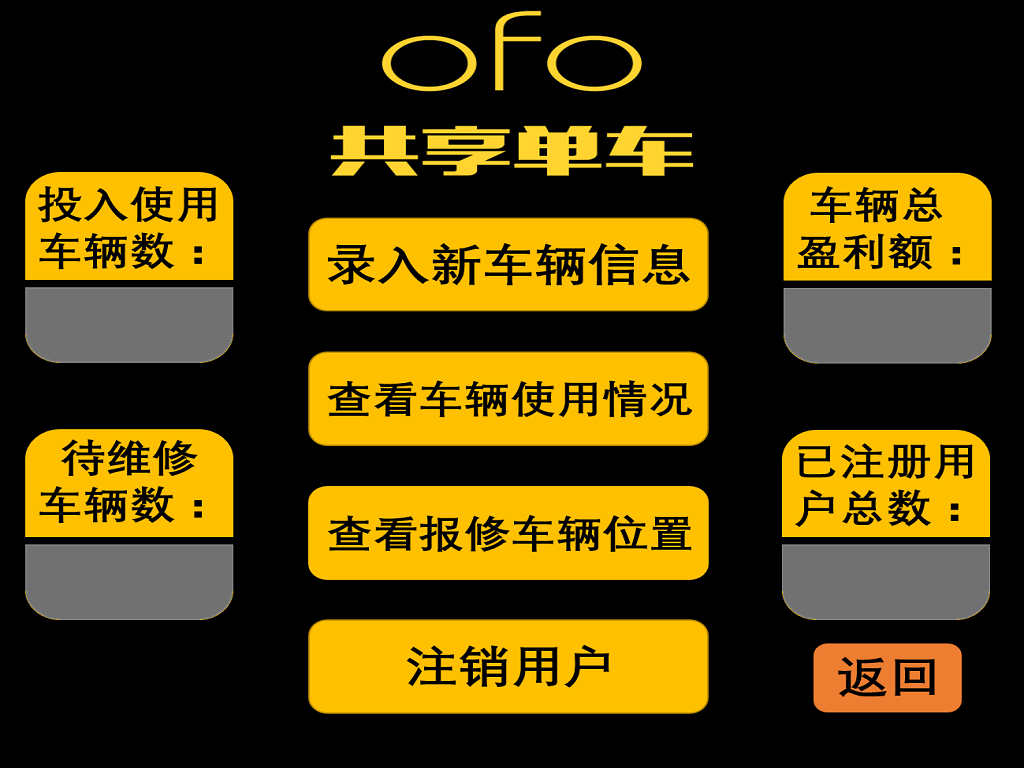 ofo
共享单车
投入使用
车辆数：
待维修
车辆数：
录入新车辆信息
查看车辆使用情况
查看报修车辆位置
注销用户
车辆总
盈利额：
已注册用
户总数：
返回